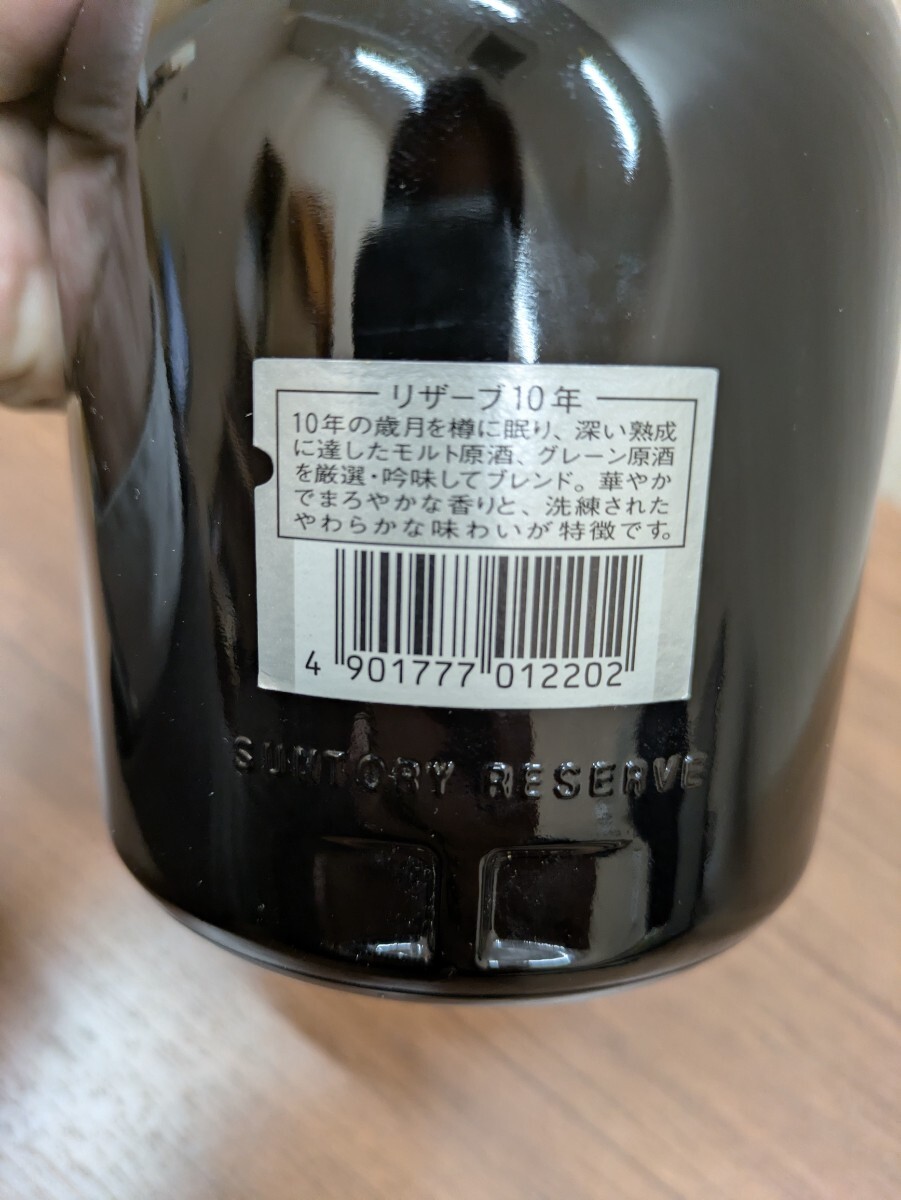 リザーブ10年
10年の歳月を樽に眠り、深い熟成
に達したモルト原酒、グレーン原酒
を厳選・吟味してブレンド。華やか
でまろやかな香りと、洗練された
やわらかな味わいが特徴です。
4 901777 012202
SUNTORY RESERVE